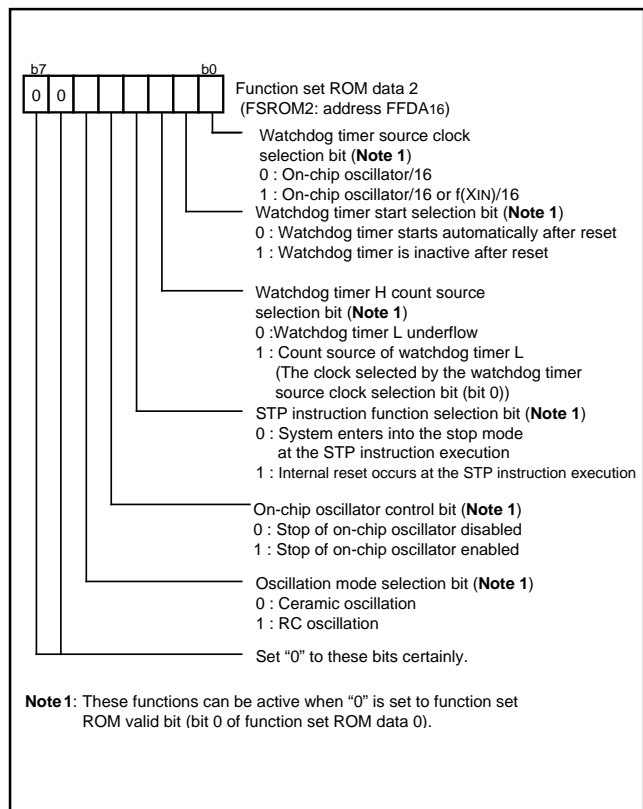 b7 b0
0 0
Function set ROM data 2
(FSROM2: address FFDA16)
Watchdog timer source clock
selection bit (Note 1)
0 : On-chip oscillator/16
1 : On-chip oscillator/16 or f(XIN)/16
Watchdog timer start selection bit (Note 1)
0 : Watchdog timer starts automatically after reset
1 : Watchdog timer is inactive after reset
Watchdog timer H count source
selection bit (Note 1)
0 :Watchdog timer L underflow
1 : Count source of watchdog timer L
(The clock selected by the watchdog timer
source clock selection bit (bit 0))
STP instruction function selection bit (Note 1)
0 : System enters into the stop mode
at the STP instruction execution
1 : Internal reset occurs at the STP instruction execution
On-chip oscillator control bit (Note 1)
0 : Stop of on-chip oscillator disabled
1 : Stop of on-chip oscillator enabled
Oscillation mode selection bit (Note 1)
0 : Ceramic oscillation
1 : RC oscillation
Set “0” to these bits certainly.
Note 1: These functions can be active when “0” is set to function set
ROM valid bit (bit 0 of function set ROM data 0).